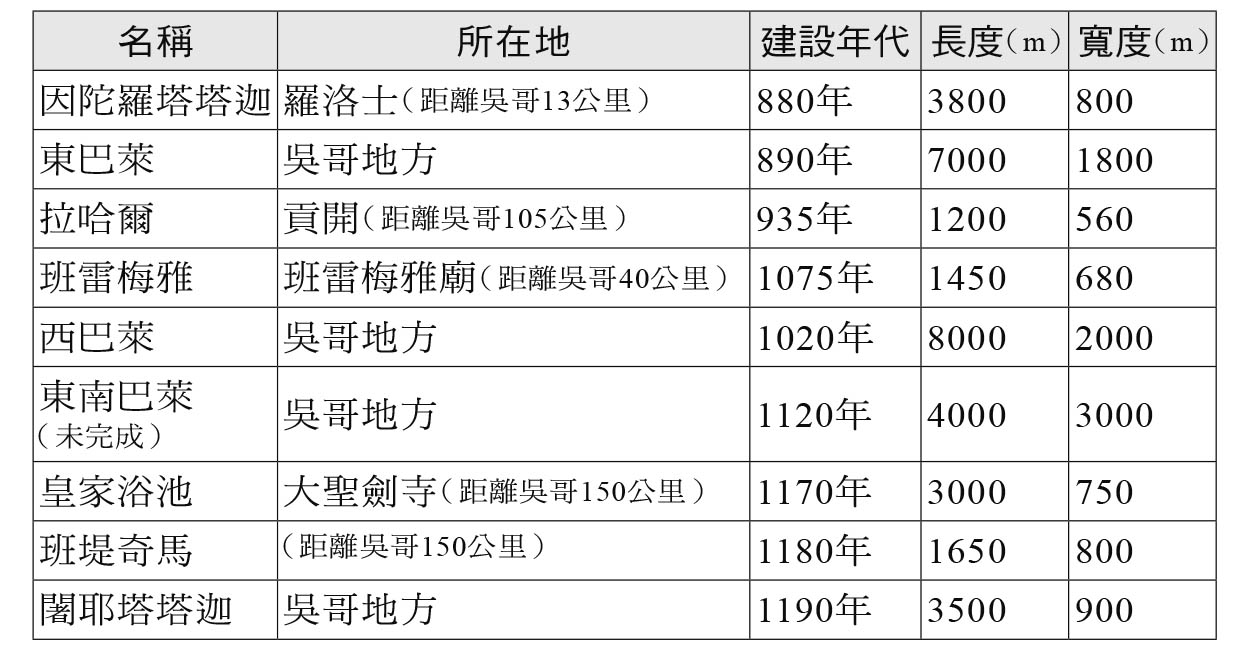 名稱 所在地 建設年代 長度(m) 寬度(m)
因陀羅塔塔迦 羅洛士(距離吳哥13公里) 880年 3800 800
東巴萊 吳哥地方 890年 7000 1800
拉哈爾 貢開(距離吳哥105公里) 935年 1200 560
班雷梅雅 班雷梅雅廟(距離吳哥40公里) 1075年 1450 680
西巴萊 吳哥地方 1020年 8000 2000
東南巴萊
(未完成) 吳哥地方 1120年 4000 3000
皇家浴池 大聖劍寺(距離吳哥150公里) 1170年 3000 750
班堤奇馬 (距離吳哥150公里) 1180年 1650 800
闍耶塔塔迦 吳哥地方 1190年 3500 900